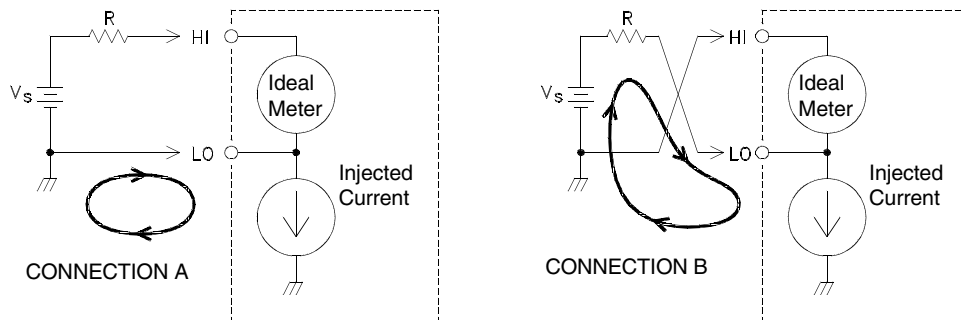 R
HI
Vs
Ideal
Meter
LO
Injected
Current
CONNECTION A
R
HI
Vs
Ideal
Meter
LO
Injected
Current
CONNECTION B